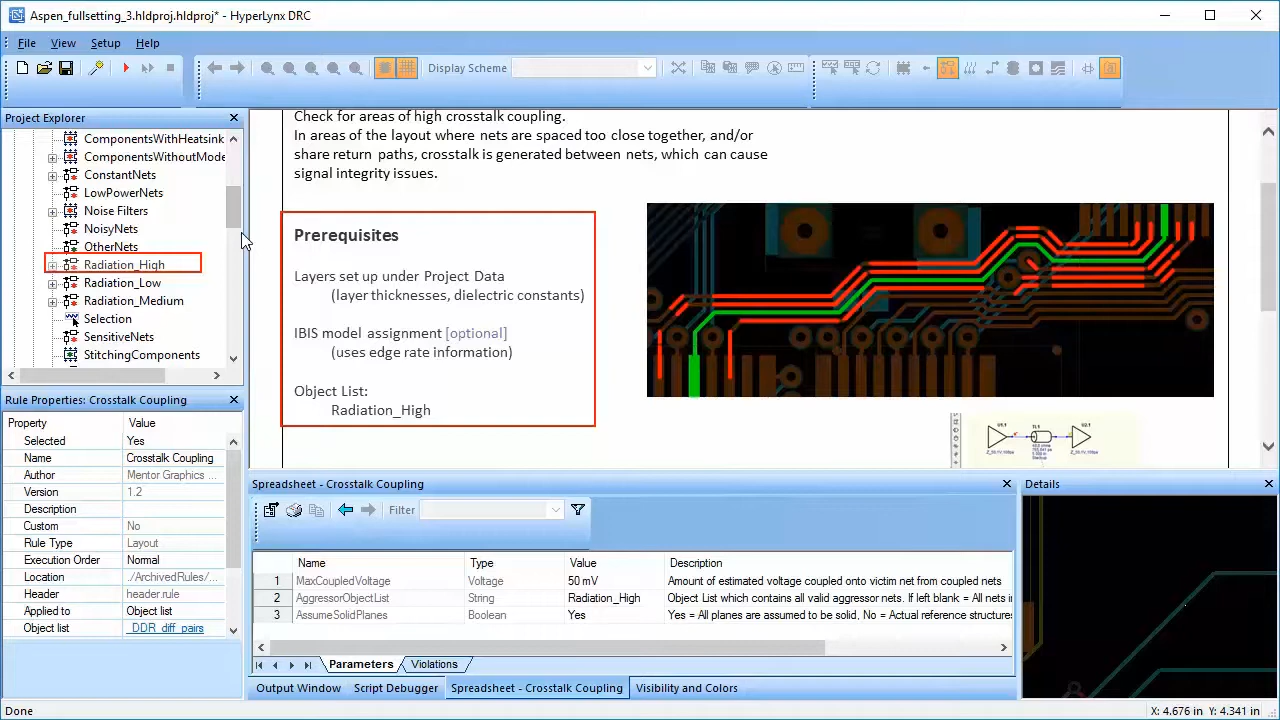 Aspen_fullsetting_3.hldproj.hldproj* - HyperLynx DRC
File View Setup Help
Display Scheme
Project Explorer
ComponentsWithHeatsink
ComponentsWithoutMode
ConstantNets
LowPowerNets
Noise Filters
NoisyNets
OtherNets
Radiation_High
Radiation_Low
Radiation_Medium
Selection
SensitiveNets
StitchingComponents
Rule Properties: Crosstalk Coupling
Property Value
Selected Yes
Name Crosstalk Coupling
Author Mentor Graphics ...
Version 1.2
Description
Custom No
Rule Type Layout
Execution Order Normal
Location ./ArchivedRules/...
Header header.rule
Applied to Object list
Object list _DDR_diff_pairs
Check for areas of high crosstalk coupling.
In areas of the layout where nets are spaced too close together, and/or
share return paths, crosstalk is generated between nets, which can cause
signal integrity issues.
Prerequisites
Layers set up under Project Data
(layer thicknesses, dielectric constants)
IBIS model assignment [optional]
(uses edge rate information)
Object List:
Radiation_High
U1.1 TL1 U2.1
Spreadsheet - Crosstalk Coupling
Filter
Name Type Value Description
1 MaxCoupledVoltage Voltage 50 mV Amount of estimated voltage coupled onto victim net from coupled nets
2 AggressorObjectList String Radiation_High Object List which contains all valid aggressor nets. If left blank = All nets i
3 AssumeSolidPlanes Boolean Yes Yes = All planes are assumed to be solid, No = Actual reference structures
Parameters Violations
Details
Output Window Script Debugger Spreadsheet - Crosstalk Coupling Visibility and Colors
Done X: 4.676 in Y: 4.341 in